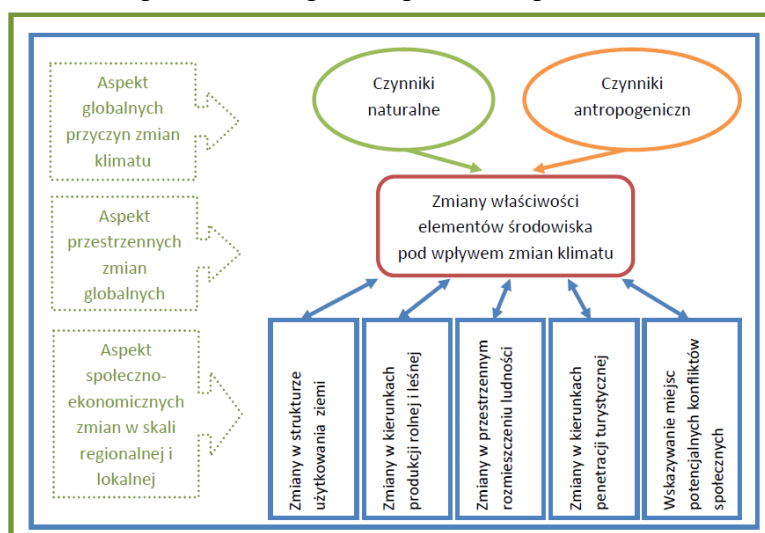 Aspekt
globalnych
przyczyn zmian
klimatu
Czynniki
naturalne
Czynniki
antropogeniczn
Aspekt
przestrzennych
zmian
globalnych
Zmiany właściwości
elementów środowiska
pod wpływem zmian klimatu
Aspekt
społeczno-
ekonomicznych
zmian w skali
regionalnej i
lokalnej
Zmiany w strukturze
użytkowania ziemi
Zmiany w kierunkach
produkcji rolnej i leśnej
Zmiany w przestrzennym
rozmieszczeniu ludności
Zmiany w kierunkach
penetracji turystycznej
Wskazywanie miejsc
potencjalnych konfliktów
społecznych